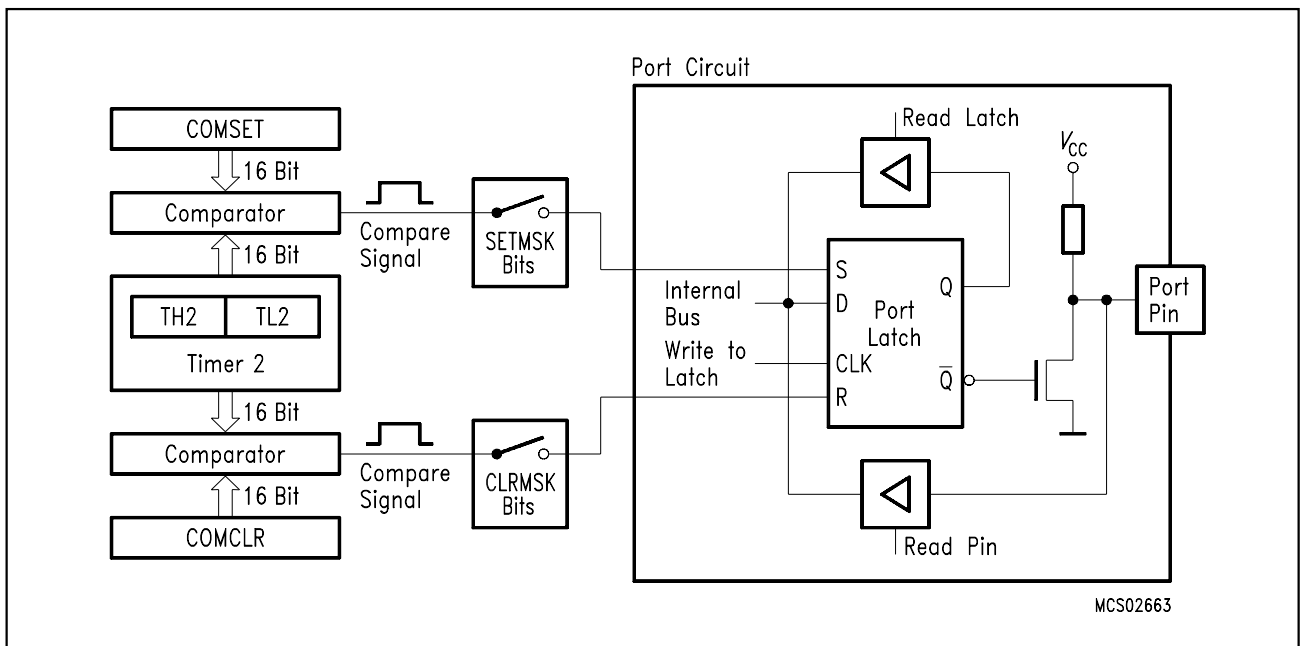 Port Circuit
COMSET
16 Bit
Comparator
16 Bit
TH2
TL2
Timer 2
16 Bit
Comparator
16 Bit
COMCLR
Compare
Signal
SETMSK
Bits
Compare
Signal
CLRMSK
Bits
Read Latch
Internal
Bus
Write to
Latch
S
D
CLK
R
Port
Latch
Q
Q̅
VCC
Port
Pin
Read Pin
MCS02663